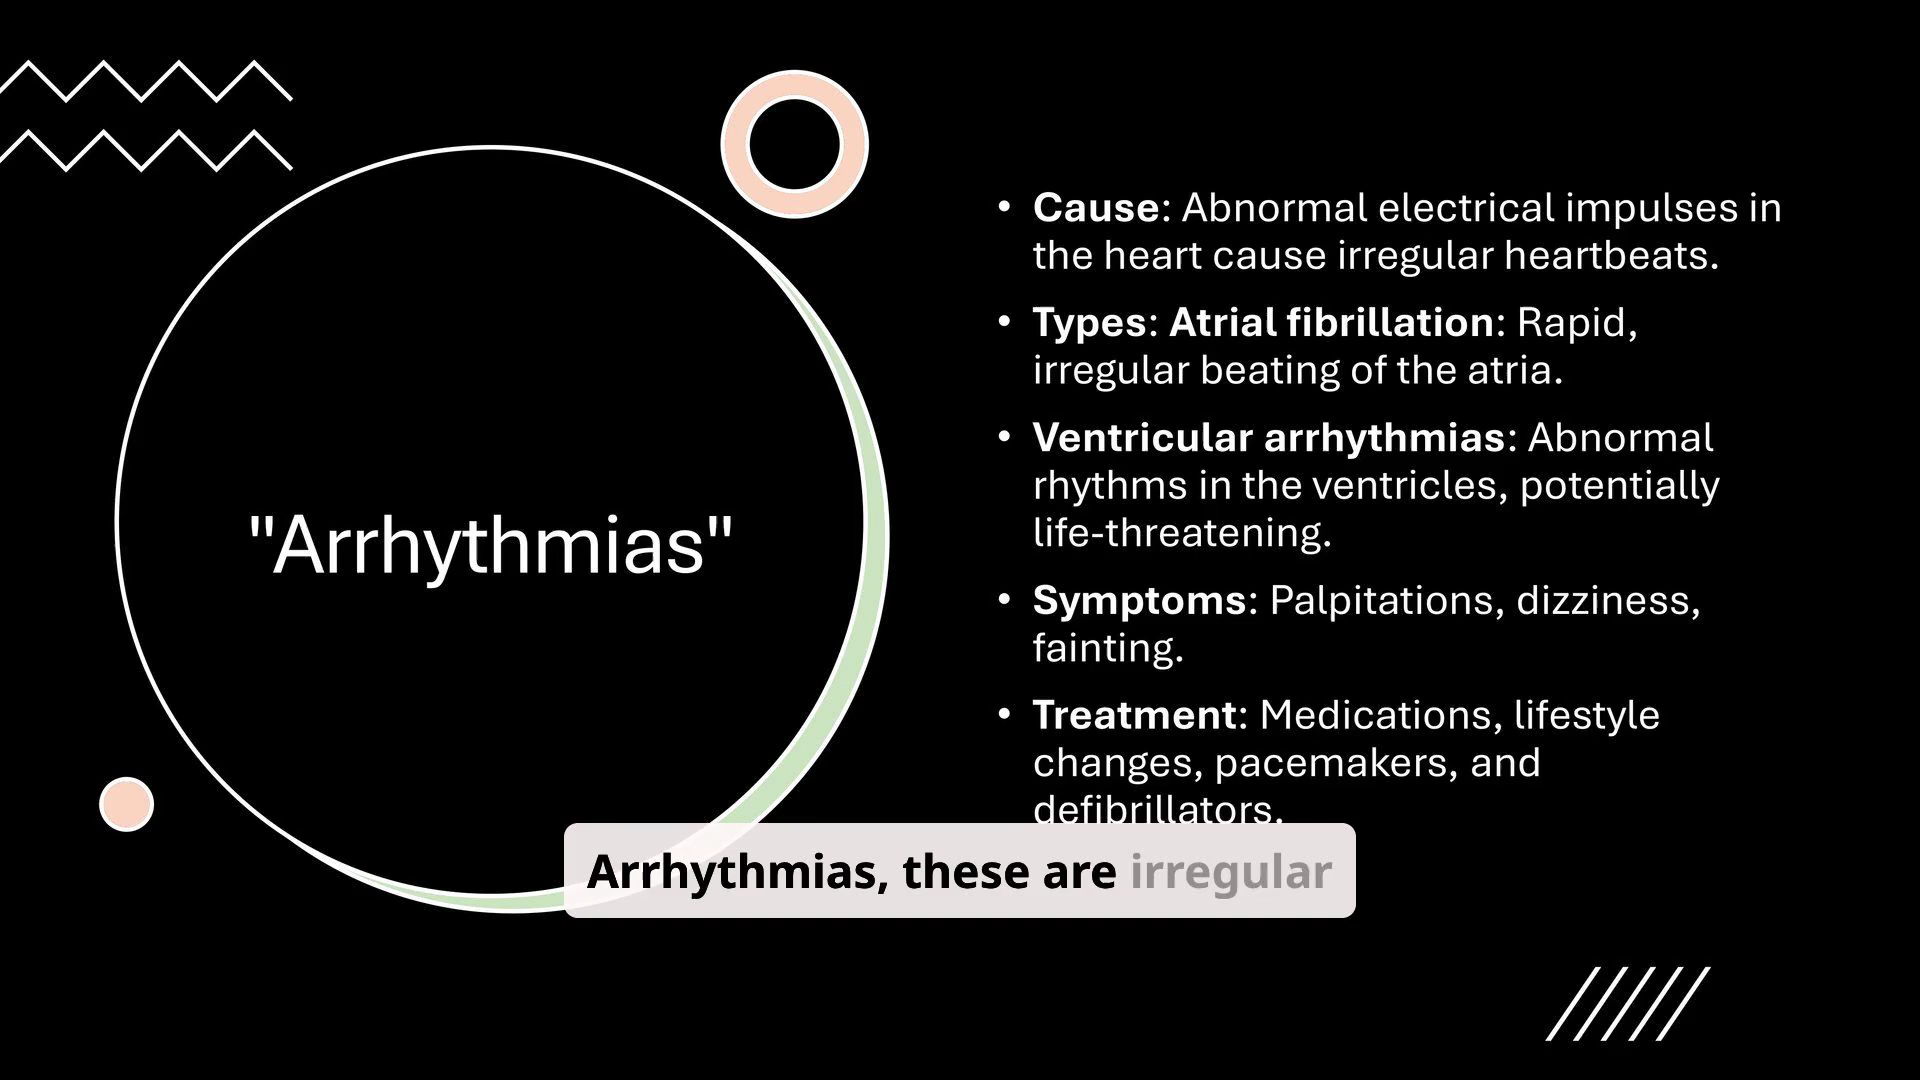 "Arrhythmias"
• Cause: Abnormal electrical impulses in
the heart cause irregular heartbeats.
• Types: Atrial fibrillation: Rapid,
irregular beating of the atria.
• Ventricular arrhythmias: Abnormal
rhythms in the ventricles, potentially
life-threatening.
• Symptoms: Palpitations, dizziness,
fainting.
• Treatment: Medications, lifestyle
changes, pacemakers, and
defibrillators.
Arrhythmias, these are irregular